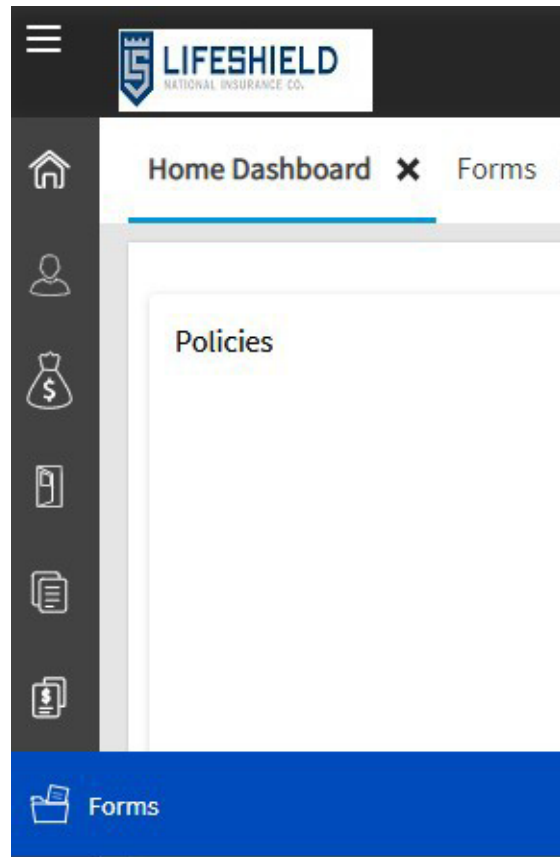 LIFESHIELD
NATIONAL INSURANCE CO.
Home Dashboard Forms
Policies
Forms